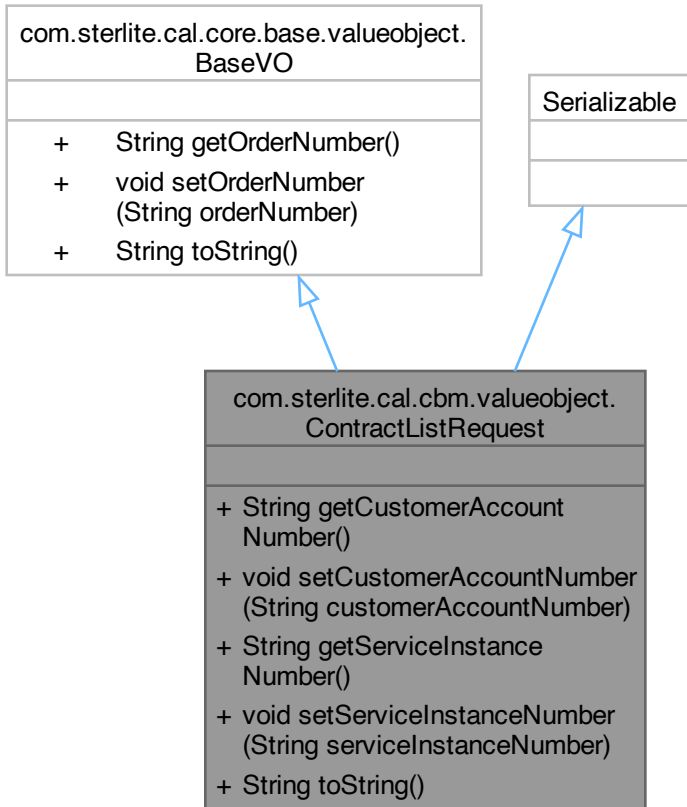 com.sterlite.cal.core.base.valueobject.
BaseVO
+ String getOrderNumber()
+ void setOrderNumber
(String orderNumber)
+ String toString()
Serializable
com.sterlite.cal.cbm.valueobject.
ContractListRequest
+ String getCustomerAccount
Number()
+ void setCustomerAccountNumber
(String customerAccountNumber)
+ String getServiceInstance
Number()
+ void setServiceInstanceNumber
(String serviceInstanceNumber)
+ String toString()